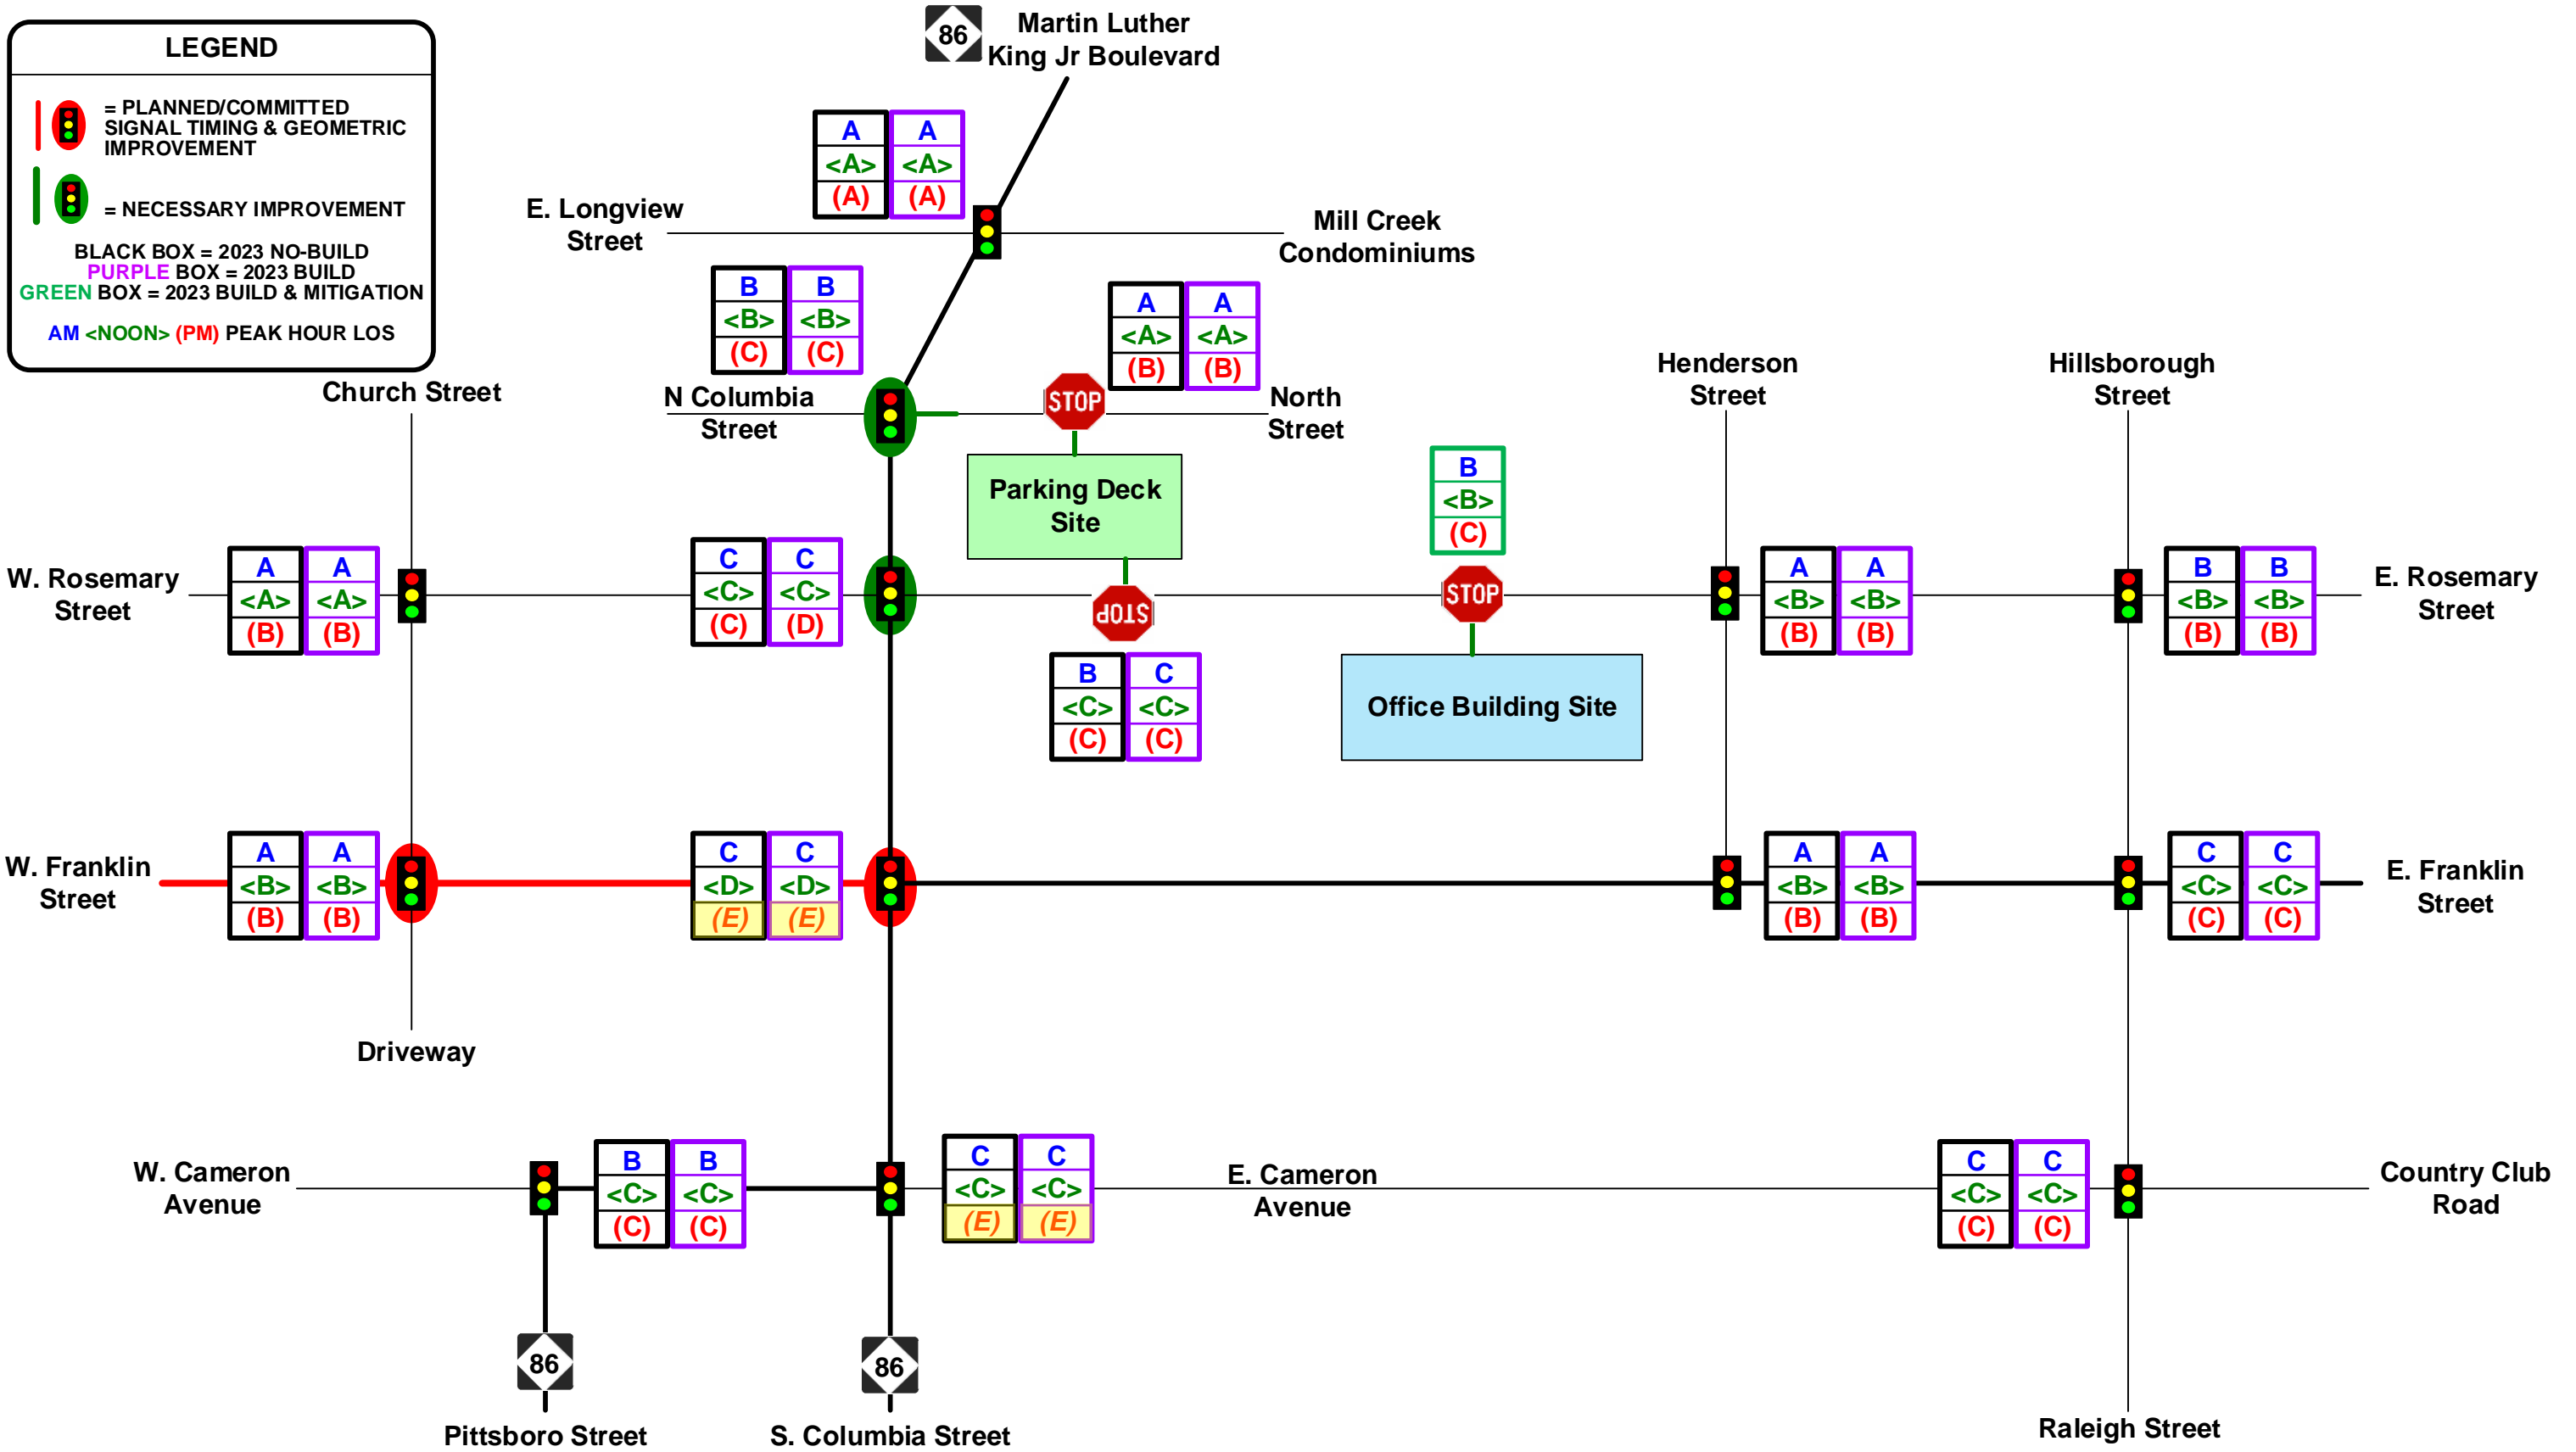 LEGEND
= PLANNED/COMMITTED
SIGNAL TIMING & GEOMETRIC
IMPROVEMENT
= NECESSARY IMPROVEMENT
BLACK BOX = 2023 NO-BUILD
PURPLE BOX = 2023 BUILD
GREEN BOX = 2023 BUILD & MITIGATION
AM <NOON> (PM) PEAK HOUR LOS
86
Martin Luther
King Jr Boulevard
A A
<A> <A>
(A) (A)
E. Longview
Street
Mill Creek
Condominiums
B B
<B> <B>
(C) (C)
A A
<A> <A>
(B) (B)
Church Street
N Columbia
Street
STOP
North
Street
Henderson
Street
Hillsborough
Street
Parking Deck
Site
B
<B>
(C)
W. Rosemary
Street
A A
<A> <A>
(B) (B)
C C
<C> <C>
(C) (D)
STOP
STOP
A A
<B> <B>
(B) (B)
B B
<B> <B>
(B) (B)
E. Rosemary
Street
B C
<C> <C>
(C) (C)
Office Building Site
W. Franklin
Street
A A
<B> <B>
(B) (B)
C C
<D> <D>
(E) (E)
A A
<B> <B>
(B) (B)
C C
<C> <C>
(C) (C)
E. Franklin
Street
Driveway
W. Cameron
Avenue
B B
<C> <C>
(C) (C)
C C
<C> <C>
(E) (E)
E. Cameron
Avenue
C C
<C> <C>
(C) (C)
Country Club
Road
86
86
Pittsboro Street
S. Columbia Street
Raleigh Street